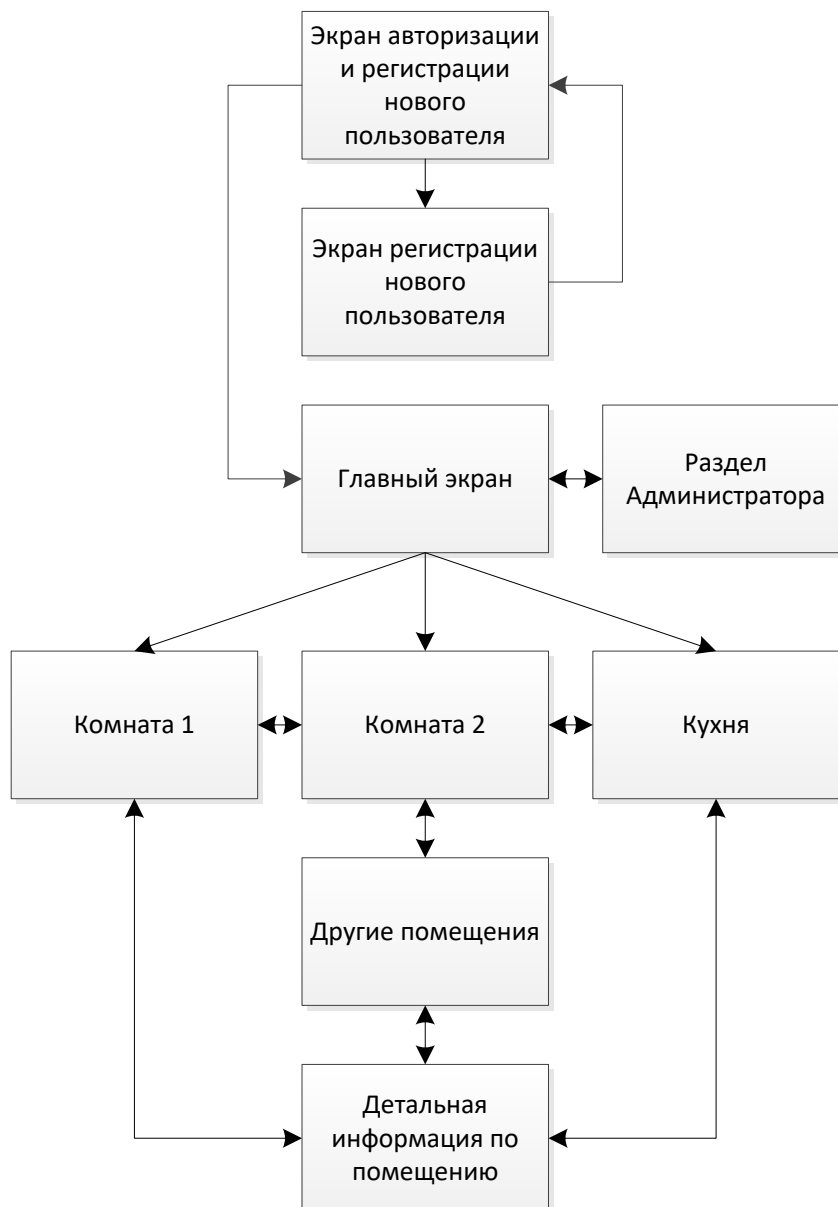 Экран авторизации
и регистрации
нового
пользователя
Экран регистрации
нового
пользователя
Главный экран
Раздел
Администратора
Комната 1
Комната 2
Кухня
Другие помещения
Детальная
информация по
помещению